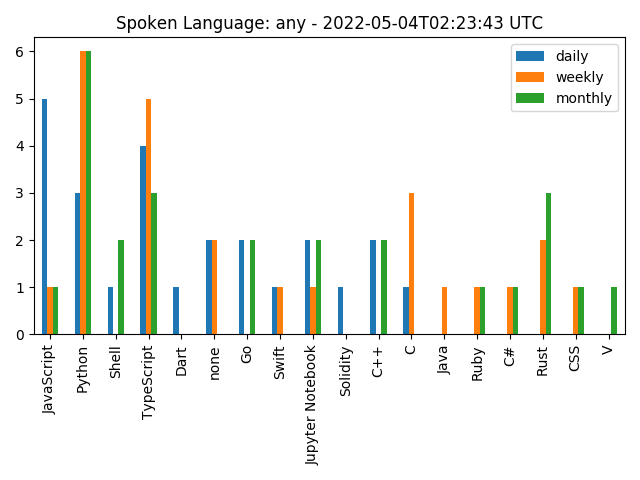 Spoken Language: any - 2022-05-04T02:23:43 UTC
daily
weekly
monthly
6
5
4
3
2
1
0
JavaScript
Python
Shell
TypeScript
Dart
none
Go
Swift
Jupyter Notebook
Solidity
C++
C
Java
Ruby
C#
Rust
CSS
V